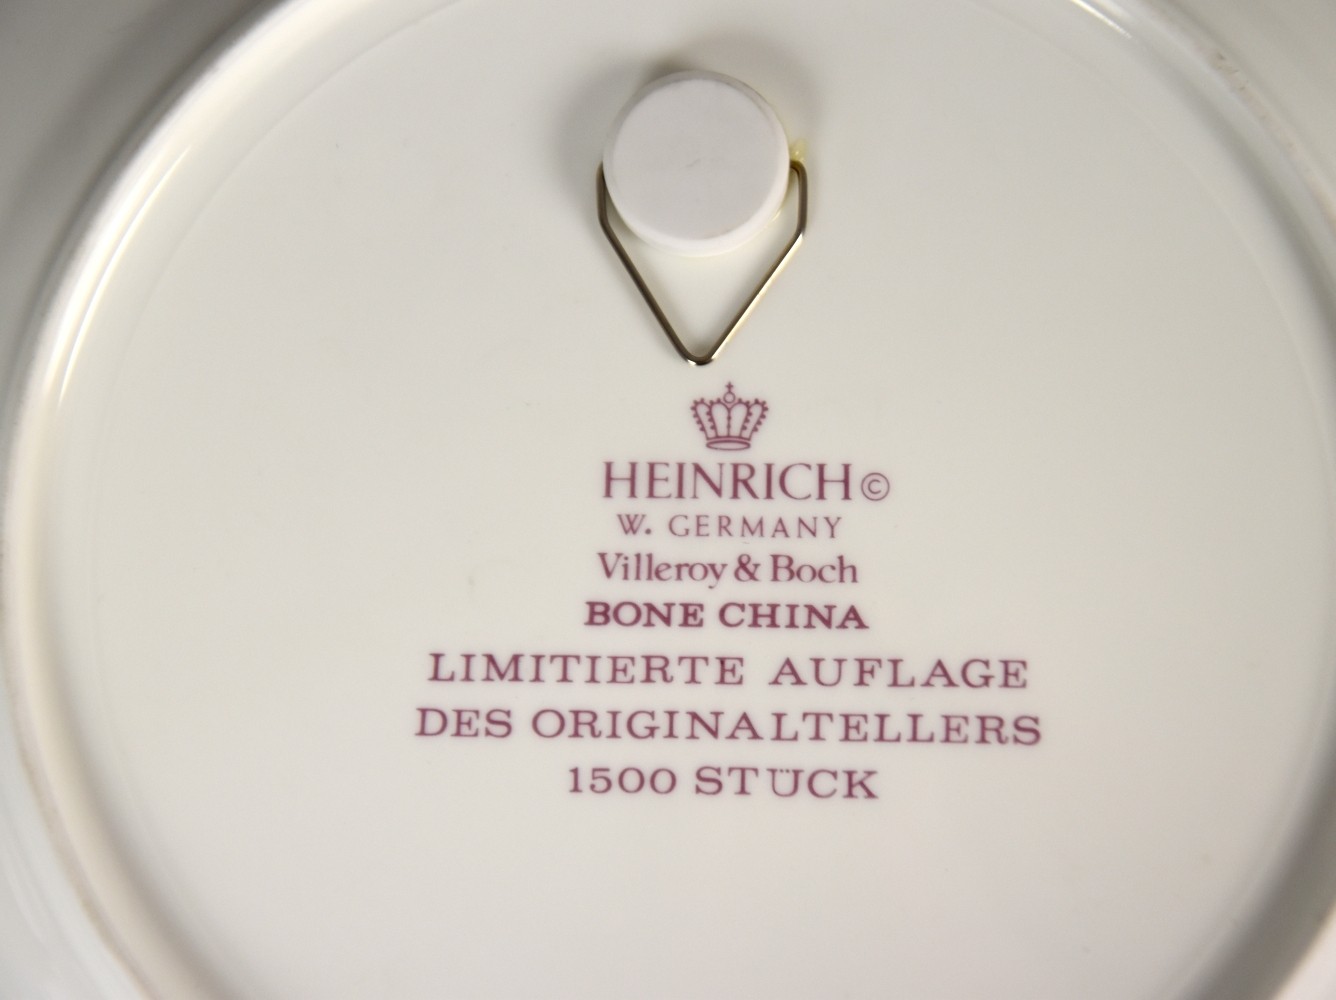 HEINRICH©
W. GERMANY
Villeroy & Boch
BONE CHINA
LIMITIERTE AUFLAGE
DES ORIGINALTELLERS
1500 STÜCK